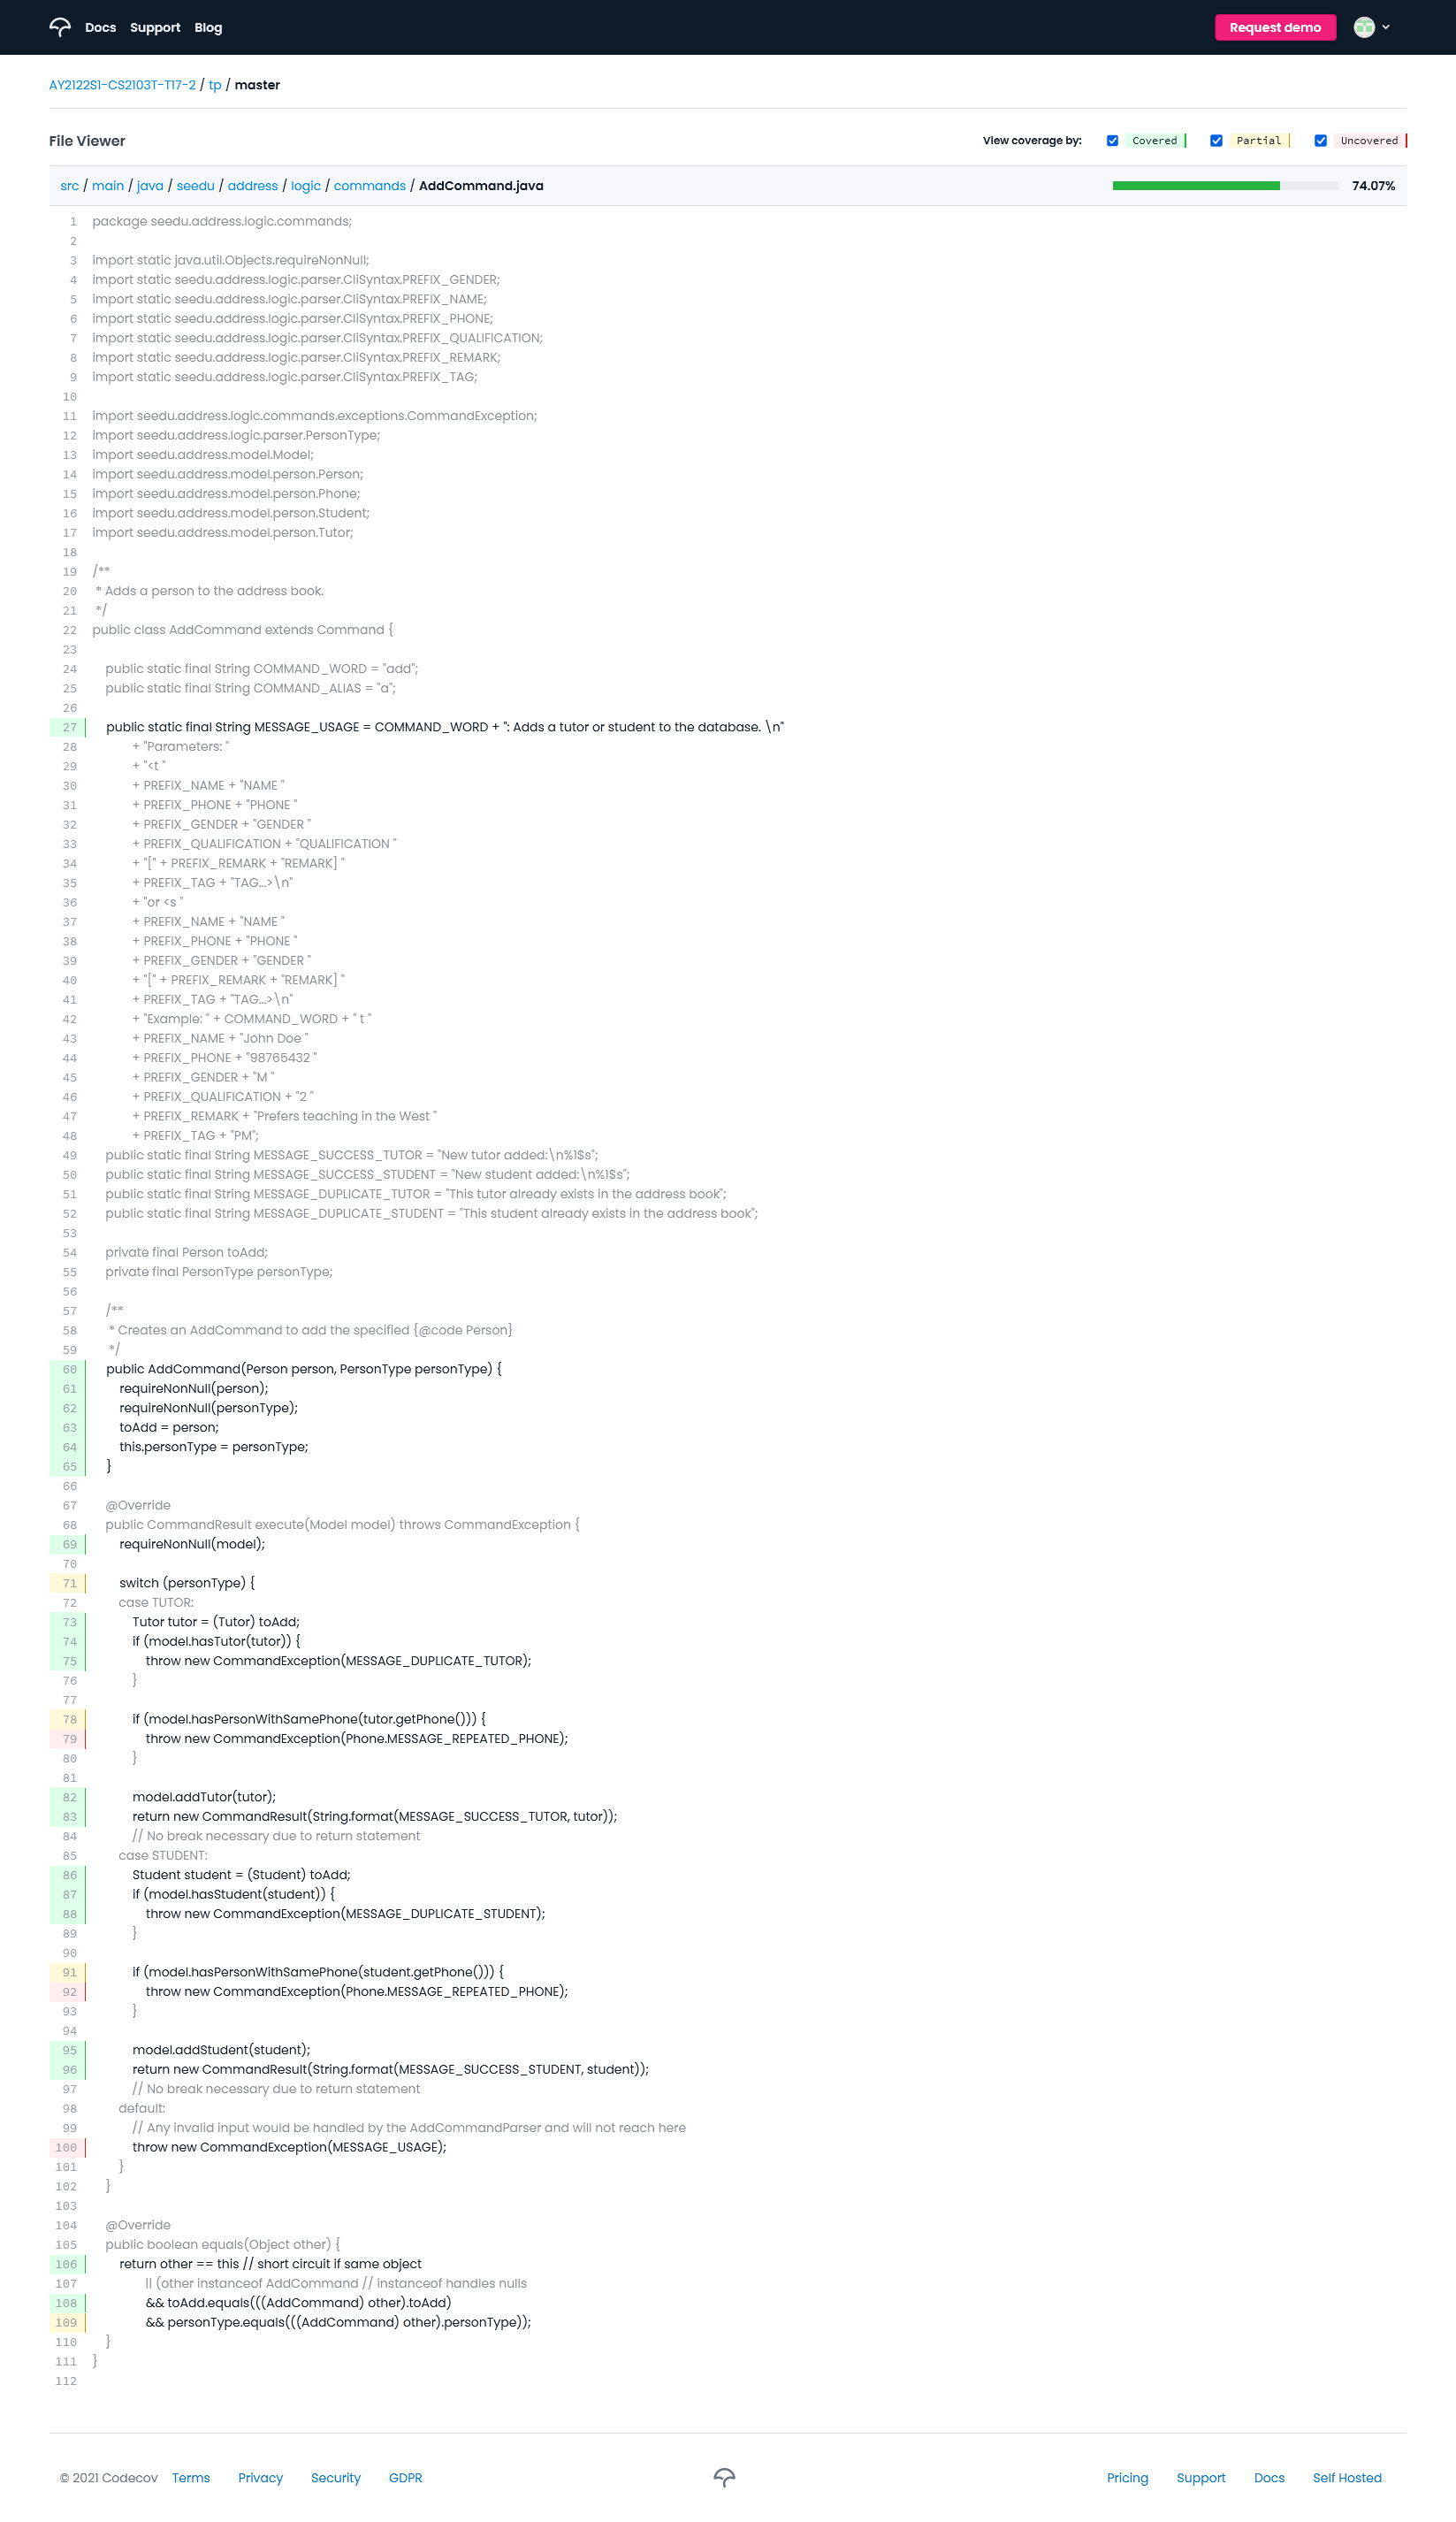 Docs Support Blog Request demo
AY2122S1-CS2103T-T17-2 / tp / master
File Viewer View coverage by: Covered Partial Uncovered
src / main / java / seedu / address / logic / commands / AddCommand.java 74.07%
1 package seedu.address.logic.commands;
2
3 import static java.util.Objects.requireNonNull;
4 import static seedu.address.logic.parser.CliSyntax.PREFIX_GENDER;
5 import static seedu.address.logic.parser.CliSyntax.PREFIX_NAME;
6 import static seedu.address.logic.parser.CliSyntax.PREFIX_PHONE;
7 import static seedu.address.logic.parser.CliSyntax.PREFIX_QUALIFICATION;
8 import static seedu.address.logic.parser.CliSyntax.PREFIX_REMARK;
9 import static seedu.address.logic.parser.CliSyntax.PREFIX_TAG;
10
11 import seedu.address.logic.commands.exceptions.CommandException;
12 import seedu.address.logic.parser.PersonType;
13 import seedu.address.model.Model;
14 import seedu.address.model.person.Person;
15 import seedu.address.model.person.Phone;
16 import seedu.address.model.person.Student;
17 import seedu.address.model.person.Tutor;
18
19 /**
20 * Adds a person to the address book.
21 */
22 public class AddCommand extends Command {
23
24 public static final String COMMAND_WORD = "add";
25 public static final String COMMAND_ALIAS = "a";
26
27 public static final String MESSAGE_USAGE = COMMAND_WORD + ": Adds a tutor or student to the database. \n"
28 + "Parameters: "
29 + "<t "
30 + PREFIX_NAME + "NAME "
31 + PREFIX_PHONE + "PHONE "
32 + PREFIX_GENDER + "GENDER "
33 + PREFIX_QUALIFICATION + "QUALIFICATION "
34 + "[" + PREFIX_REMARK + "REMARK] "
35 + PREFIX_TAG + "TAG...>\n"
36 + "or <s "
37 + PREFIX_NAME + "NAME "
38 + PREFIX_PHONE + "PHONE "
39 + PREFIX_GENDER + "GENDER "
40 + "[" + PREFIX_REMARK + "REMARK] "
41 + PREFIX_TAG + "TAG...>\n"
42 + "Example: " + COMMAND_WORD + " t "
43 + PREFIX_NAME + "John Doe "
44 + PREFIX_PHONE + "98765432 "
45 + PREFIX_GENDER + "M "
46 + PREFIX_QUALIFICATION + "2 "
47 + PREFIX_REMARK + "Prefers teaching in the West "
48 + PREFIX_TAG + "PM";
49 public static final String MESSAGE_SUCCESS_TUTOR = "New tutor added:\n%1$s";
50 public static final String MESSAGE_SUCCESS_STUDENT = "New student added:\n%1$s";
51 public static final String MESSAGE_DUPLICATE_TUTOR = "This tutor already exists in the address book";
52 public static final String MESSAGE_DUPLICATE_STUDENT = "This student already exists in the address book";
53
54 private final Person toAdd;
55 private final PersonType personType;
56
57 /**
58 * Creates an AddCommand to add the specified {@code Person}
59 */
60 public AddCommand(Person person, PersonType personType) {
61 requireNonNull(person);
62 requireNonNull(personType);
63 toAdd = person;
64 this.personType = personType;
65 }
66
67 @Override
68 public CommandResult execute(Model model) throws CommandException {
69 requireNonNull(model);
70
71 switch (personType) {
72 case TUTOR:
73 Tutor tutor = (Tutor) toAdd;
74 if (model.hasTutor(tutor)) {
75 throw new CommandException(MESSAGE_DUPLICATE_TUTOR);
76 }
77
78 if (model.hasPersonWithSamePhone(tutor.getPhone())) {
79 throw new CommandException(Phone.MESSAGE_REPEATED_PHONE);
80 }
81
82 model.addTutor(tutor);
83 return new CommandResult(String.format(MESSAGE_SUCCESS_TUTOR, tutor));
84 // No break necessary due to return statement
85 case STUDENT:
86 Student student = (Student) toAdd;
87 if (model.hasStudent(student)) {
88 throw new CommandException(MESSAGE_DUPLICATE_STUDENT);
89 }
90
91 if (model.hasPersonWithSamePhone(student.getPhone())) {
92 throw new CommandException(Phone.MESSAGE_REPEATED_PHONE);
93 }
94
95 model.addStudent(student);
96 return new CommandResult(String.format(MESSAGE_SUCCESS_STUDENT, student));
97 // No break necessary due to return statement
98 default:
99 // Any invalid input would be handled by the AddCommandParser and will not reach here
100 throw new CommandException(MESSAGE_USAGE);
101 }
102 }
103
104 @Override
105 public boolean equals(Object other) {
106 return other == this // short circuit if same object
107 || (other instanceof AddCommand // instanceof handles nulls
108 && toAdd.equals(((AddCommand) other).toAdd)
109 && personType.equals(((AddCommand) other).personType));
110 }
111 }
112
© 2021 Codecov Terms Privacy Security GDPR Pricing Support Docs Self Hosted